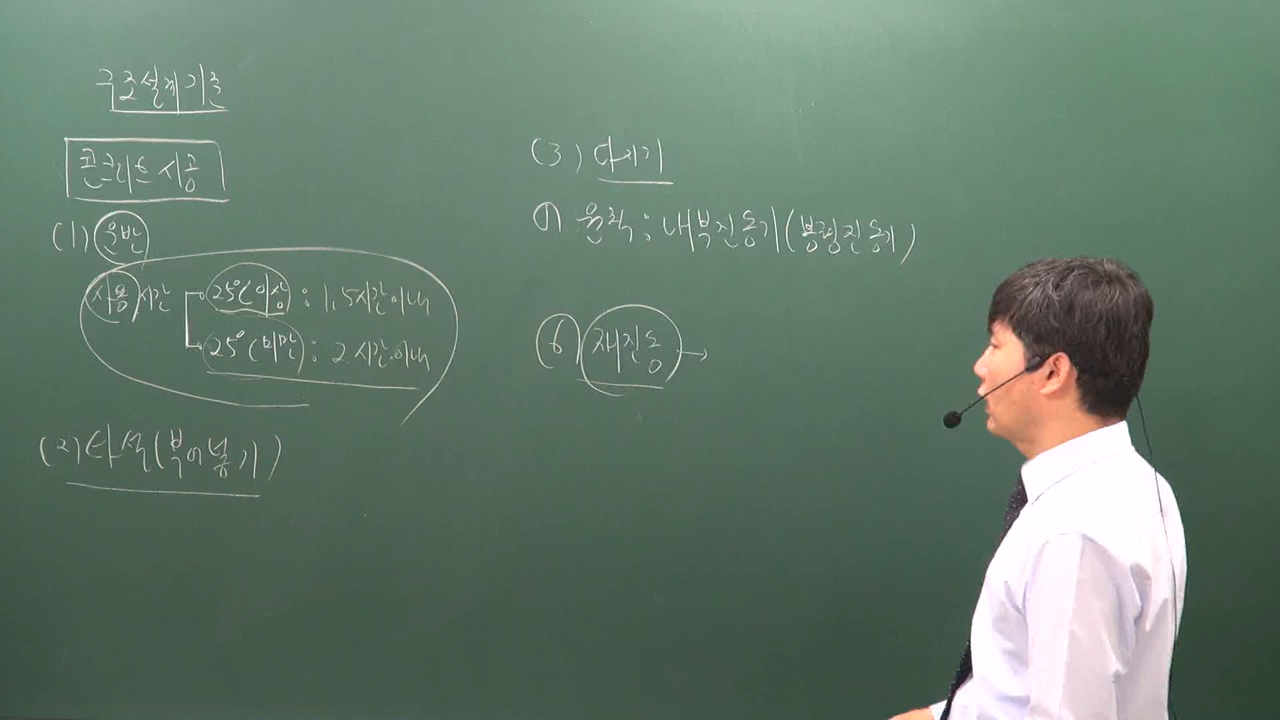 구조설계기준
콘크리트 시공
(1) 운반
사용시간
25℃ 이상 : 1.5시간 이내
25℃ 미만 : 2시간 이내
(2) 타설 (부어넣기)
(3) 다지기
① 원칙 : 내부진동기 (봉형진동기)
⑥ 재진동 →